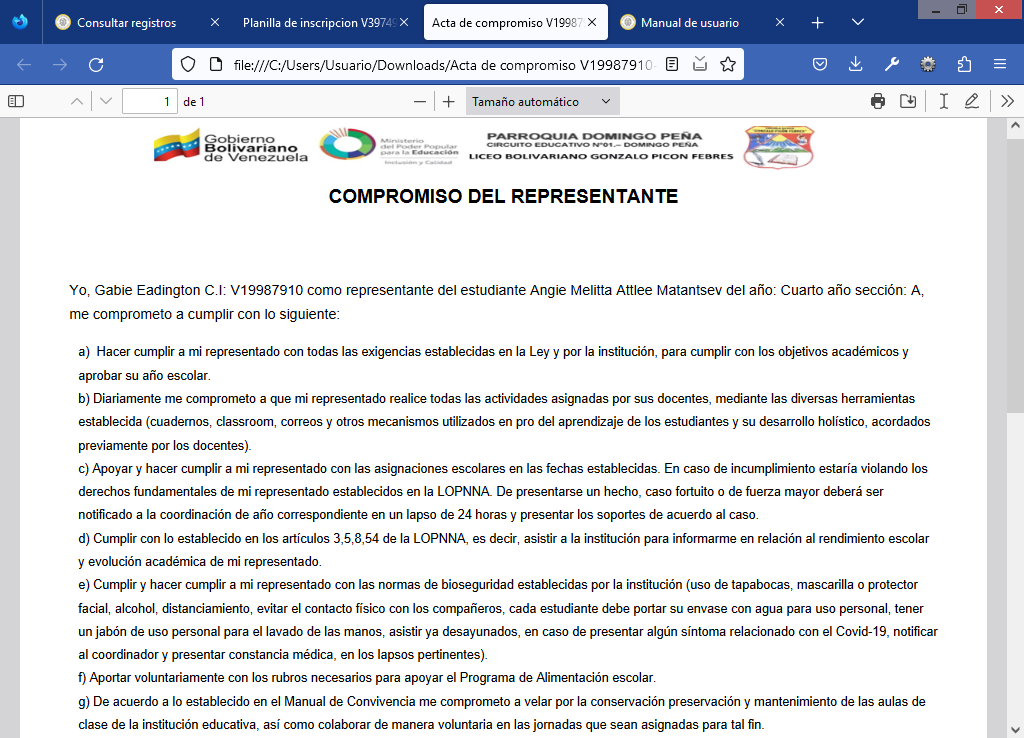 Consultar registros
Planilla de inscripcion V39749
Acta de compromiso V19987
Manual de usuario
file:///C:/Users/Usuario/Downloads/Acta de compromiso V19987910-
1 de 1
Tamaño automático
Gobierno
Bolivariano
de Venezuela
Ministerio
del Poder Popular
para la Educación
Inclusión y Calidad
PARROQUIA DOMINGO PEÑA
CIRCUITO EDUCATIVO Nº01.– DOMINGO PEÑA
LICEO BOLIVARIANO GONZALO PICON FEBRES
COMPROMISO DEL REPRESENTANTE
Yo, Gabie Eadington C.I: V19987910 como representante del estudiante Angie Melitta Attlee Matantsev del año: Cuarto año sección: A,
me comprometo a cumplir con lo siguiente:
a) Hacer cumplir a mi representado con todas las exigencias establecidas en la Ley y por la institución, para cumplir con los objetivos académicos y
aprobar su año escolar.
b) Diariamente me comprometo a que mi representado realice todas las actividades asignadas por sus docentes, mediante las diversas herramientas
establecida (cuadernos, classroom, correos y otros mecanismos utilizados en pro del aprendizaje de los estudiantes y su desarrollo holístico, acordados
previamente por los docentes).
c) Apoyar y hacer cumplir a mi representado con las asignaciones escolares en las fechas establecidas. En caso de incumplimiento estaría violando los
derechos fundamentales de mi representado establecidos en la LOPNNA. De presentarse un hecho, caso fortuito o de fuerza mayor deberá ser
notificado a la coordinación de año correspondiente en un lapso de 24 horas y presentar los soportes de acuerdo al caso.
d) Cumplir con lo establecido en los artículos 3,5,8,54 de la LOPNNA, es decir, asistir a la institución para informarme en relación al rendimiento escolar
y evolución académica de mi representado.
e) Cumplir y hacer cumplir a mi representado con las normas de bioseguridad establecidas por la institución (uso de tapabocas, mascarilla o protector
facial, alcohol, distanciamiento, evitar el contacto físico con los compañeros, cada estudiante debe portar su envase con agua para uso personal, tener
un jabón de uso personal para el lavado de las manos, asistir ya desayunados, en caso de presentar algún síntoma relacionado con el Covid-19, notificar
al coordinador y presentar constancia médica, en los lapsos pertinentes).
f) Aportar voluntariamente con los rubros necesarios para apoyar el Programa de Alimentación escolar.
g) De acuerdo a lo establecido en el Manual de Convivencia me comprometo a velar por la conservación preservación y mantenimiento de las aulas de
clase de la institución educativa, así como colaborar de manera voluntaria en las jornadas que sean asignadas para tal fin.